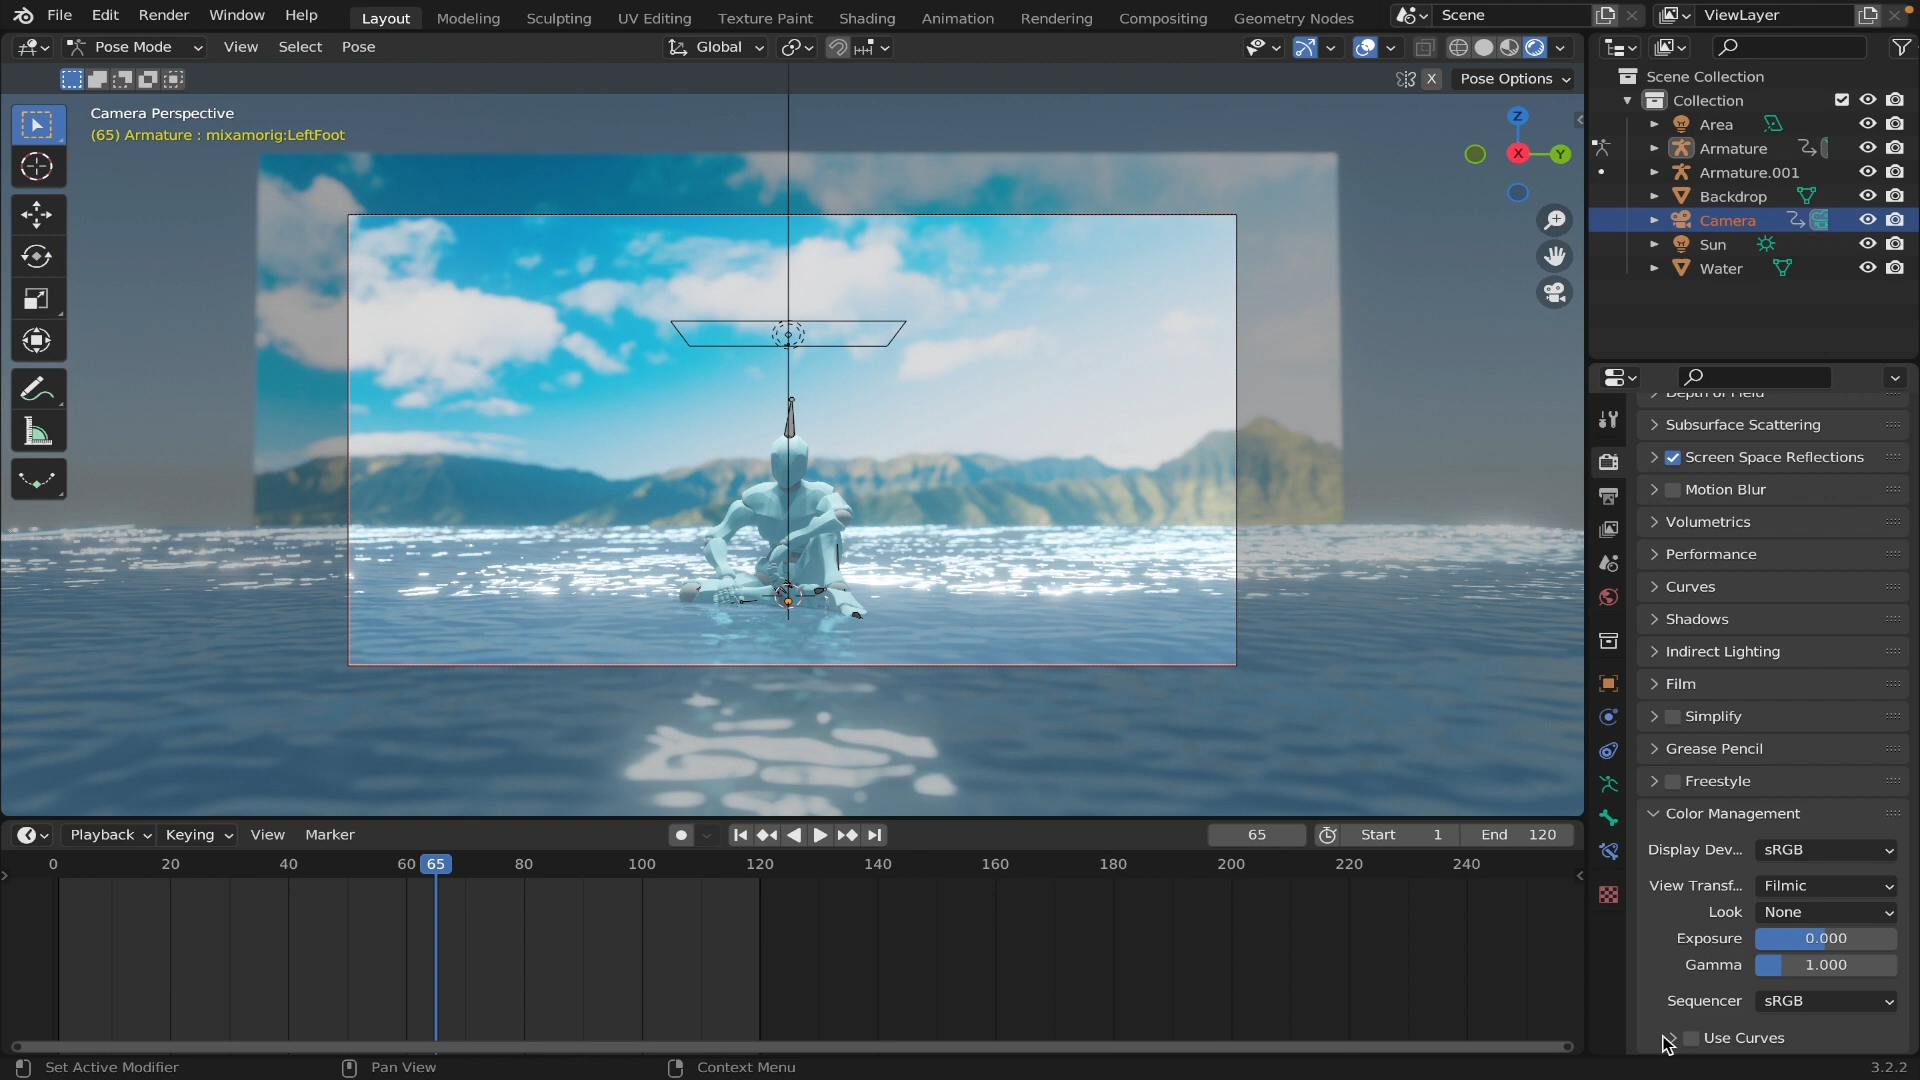 File Edit Render Window Help Layout Modeling Sculpting UV Editing Texture Paint Shading Animation Rendering Compositing Geometry Nodes Scene ViewLayer
Pose Mode View Select Pose Global
X Pose Options
Camera Perspective
(65) Armature : mixamorig:LeftFoot
Z
X
Y
Scene Collection
Collection
Area
Armature
Armature.001
Backdrop
Camera
Sun
Water
Depth of Field
Subsurface Scattering
Screen Space Reflections
Motion Blur
Volumetrics
Performance
Curves
Shadows
Indirect Lighting
Film
Simplify
Grease Pencil
Freestyle
Color Management
Display Dev... sRGB
View Transf... Filmic
Look None
Exposure 0.000
Gamma 1.000
Sequencer sRGB
Use Curves
Playback Keying View Marker 65 Start 1 End 120
0 20 40 60 65 80 100 120 140 160 180 200 220 240
Set Active Modifier Pan View Context Menu 3.2.2